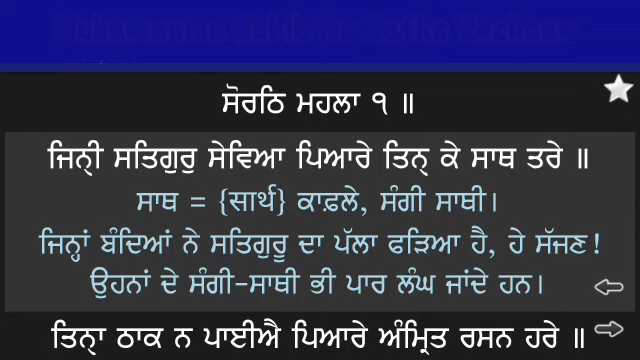 ਸੋਰਠਿ ਮਹਲਾ ੧ ॥
ਜਿਨੑੀ ਸਤਿਗੁਰੁ ਸੇਵਿਆ ਪਿਆਰੇ ਤਿਨੑ ਕੇ ਸਾਥ ਤਰੇ ॥
ਸਾਥ = {सार्थ} ਕਾਫ਼ਲੇ, ਸੰਗੀ ਸਾਥੀ।
ਜਿਨ੍ਹਾਂ ਬੰਦਿਆਂ ਨੇ ਸਤਿਗੁਰੂ ਦਾ ਪੱਲਾ ਫੜਿਆ ਹੈ, ਹੇ ਸੱਜਣ!
ਉਹਨਾਂ ਦੇ ਸੰਗੀ-ਸਾਥੀ ਭੀ ਪਾਰ ਲੰਘ ਜਾਂਦੇ ਹਨ।
ਤਿਨੑਾ ਠਾਕ ਨ ਪਾਈਐ ਪਿਆਰੇ ਅੰਮ੍ਰਿਤ ਰਸਨ ਹਰੇ ॥